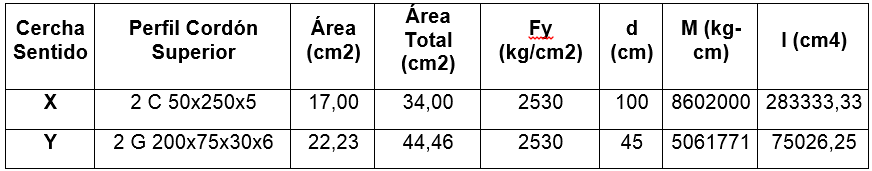 Cercha Sentido | Perfil Cordón Superior | Área (cm2) | Área Total (cm2) | Fy (kg/cm2) | d (cm) | M (kg-cm) | I (cm4)
X | 2 C 50x250x5 | 17,00 | 34,00 | 2530 | 100 | 8602000 | 283333,33
Y | 2 G 200x75x30x6 | 22,23 | 44,46 | 2530 | 45 | 5061771 | 75026,25